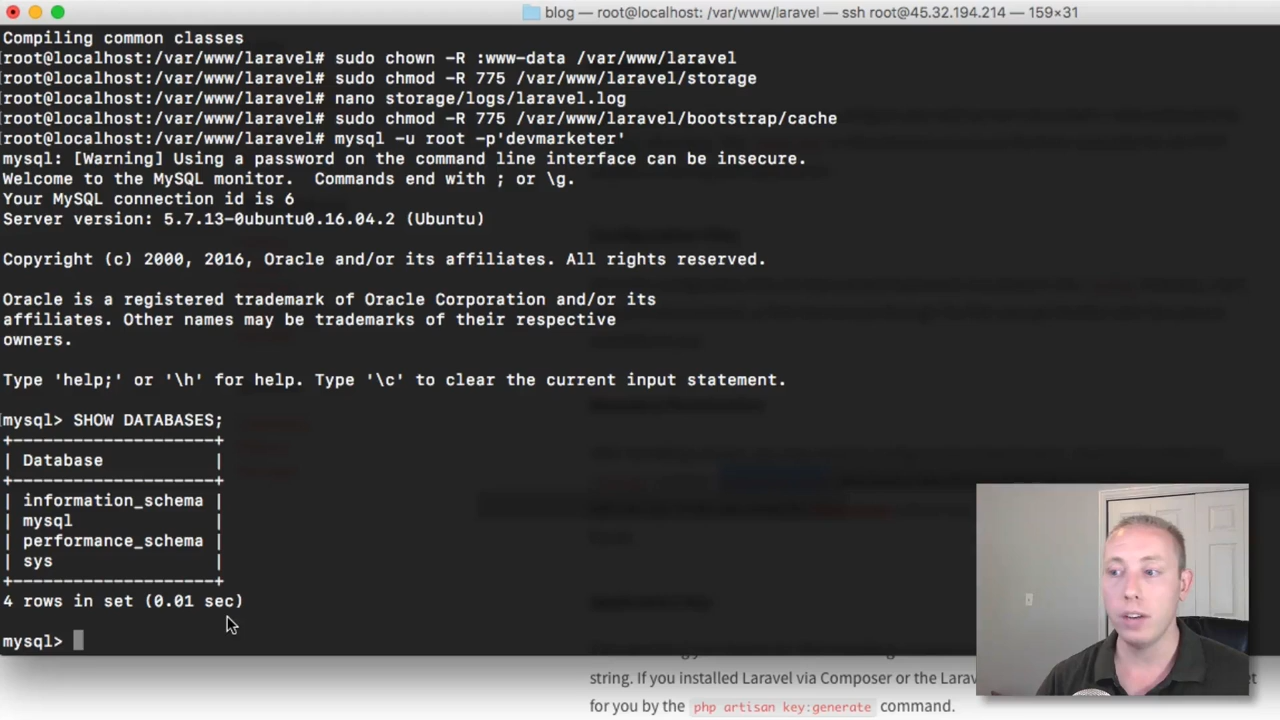 blog — root@localhost: /var/www/laravel — ssh root@45.32.194.214 — 159×31
Compiling common classes
[root@localhost:/var/www/laravel# sudo chown -R :www-data /var/www/laravel
[root@localhost:/var/www/laravel# sudo chmod -R 775 /var/www/laravel/storage
[root@localhost:/var/www/laravel# nano storage/logs/laravel.log
[root@localhost:/var/www/laravel# sudo chmod -R 775 /var/www/laravel/bootstrap/cache
[root@localhost:/var/www/laravel# mysql -u root -p'devmarketer'
mysql: [Warning] Using a password on the command line interface can be insecure.
Welcome to the MySQL monitor.  Commands end with ; or \g.
Your MySQL connection id is 6
Server version: 5.7.13-0ubuntu0.16.04.2 (Ubuntu)
Copyright (c) 2000, 2016, Oracle and/or its affiliates. All rights reserved.
Oracle is a registered trademark of Oracle Corporation and/or its
affiliates. Other names may be trademarks of their respective
owners.
Type 'help;' or '\h' for help. Type '\c' to clear the current input statement.
[mysql> SHOW DATABASES;
+--------------------+
| Database           |
+--------------------+
| information_schema |
| mysql              |
| performance_schema |
| sys                |
+--------------------+
4 rows in set (0.01 sec)
mysql>
string. If you installed Laravel via Composer or the
for you by the php artisan key:generate command.